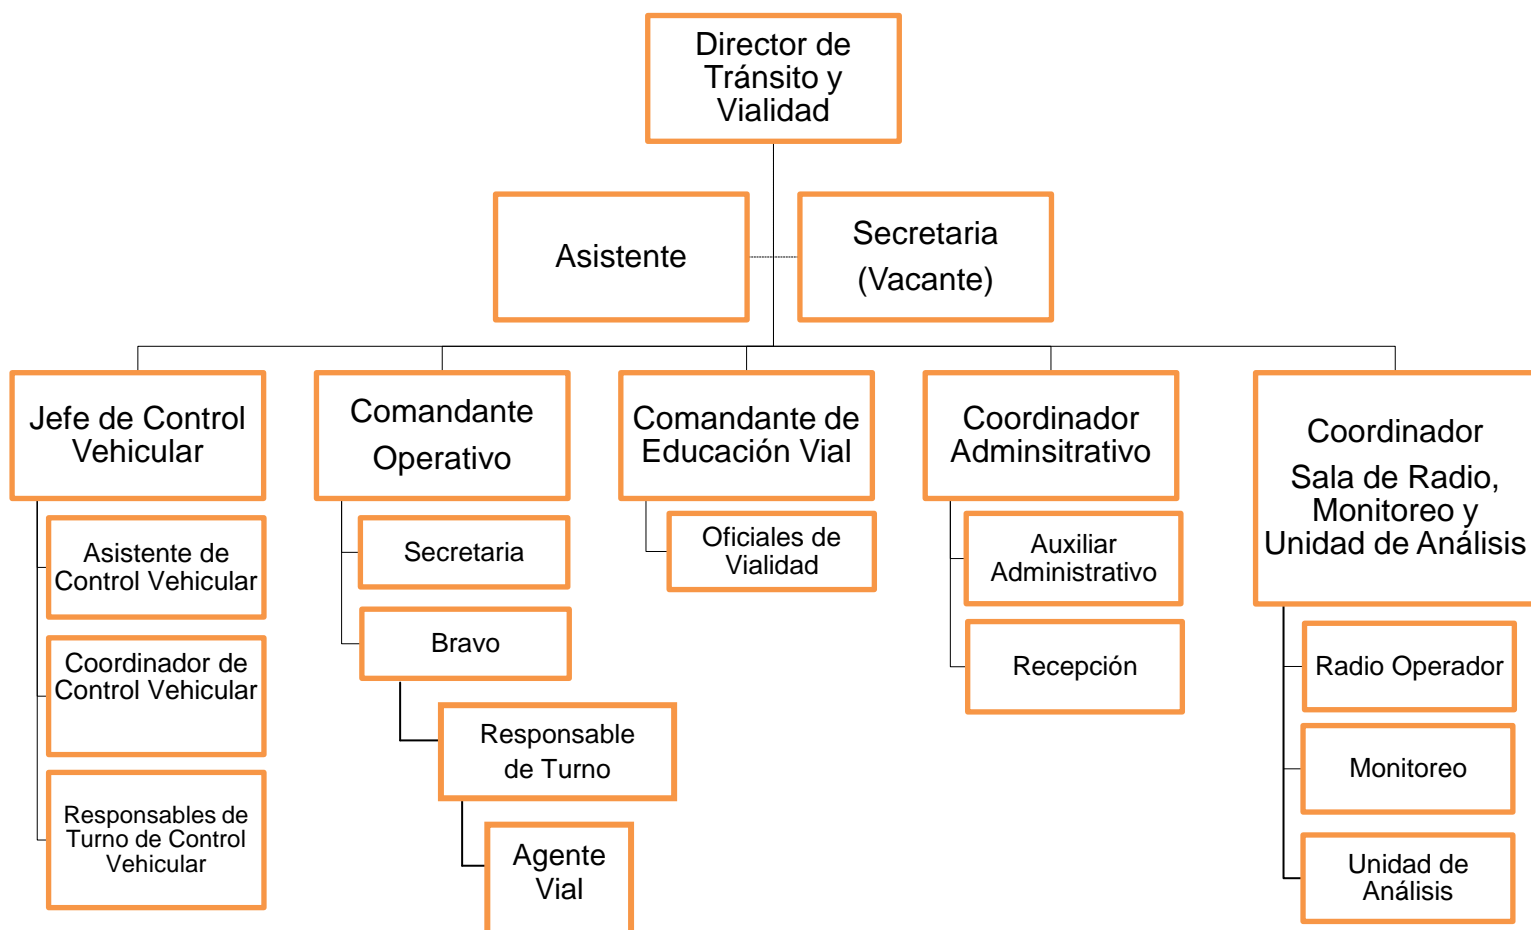 Director de
Tránsito y
Vialidad
Asistente
Secretaria
(Vacante)
Jefe de Control
Vehicular
Comandante
Operativo
Comandante de
Educación Vial
Coordinador
Adminsitrativo
Coordinador
Sala de Radio,
Monitoreo y
Unidad de Análisis
Asistente de
Control Vehicular
Coordinador de
Control Vehicular
Responsables de
Turno de Control
Vehicular
Secretaria
Bravo
Responsable
de Turno
Agente
Vial
Oficiales de
Vialidad
Auxiliar
Administrativo
Recepción
Radio Operador
Monitoreo
Unidad de
Análisis